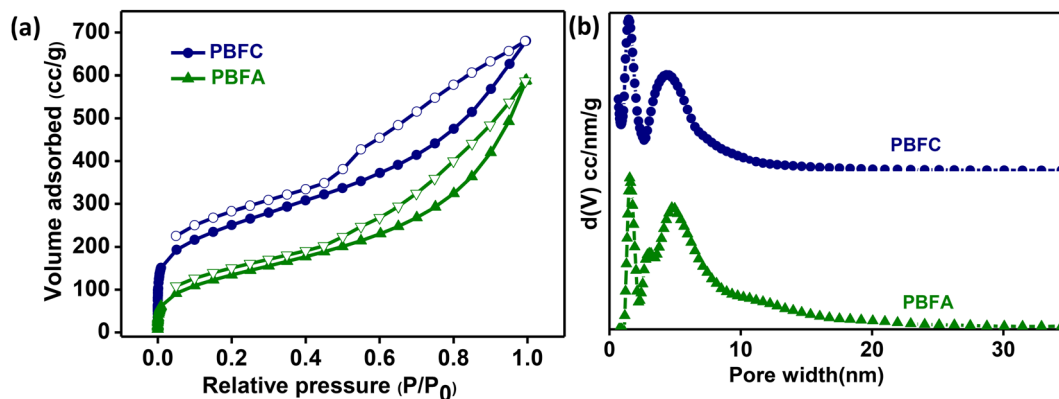 (a)
Volume adsorbed (cc/g)
700
600
500
400
300
200
100
0
PBFC
PBFA
0.0 0.2 0.4 0.6 0.8 1.0
Relative pressure (P/P0)
(b)
d(V) cc/nm/g
PBFC
PBFA
0 10 20 30
Pore width(nm)